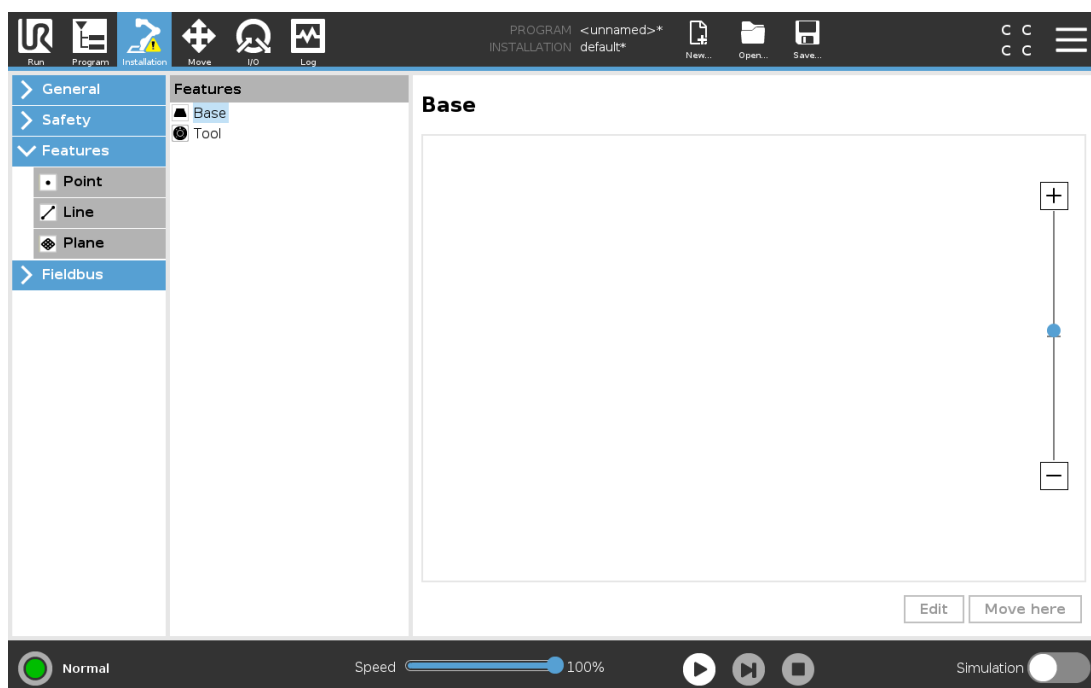 PROGRAM <unnamed>*
INSTALLATION default*
C C
C C
Run Program Installation Move I/O Log New... Open... Save...
General
Safety
Features
Point
Line
Plane
Fieldbus
Features
Base
Tool
Base
+
−
Edit Move here
Normal Speed 100% Simulation